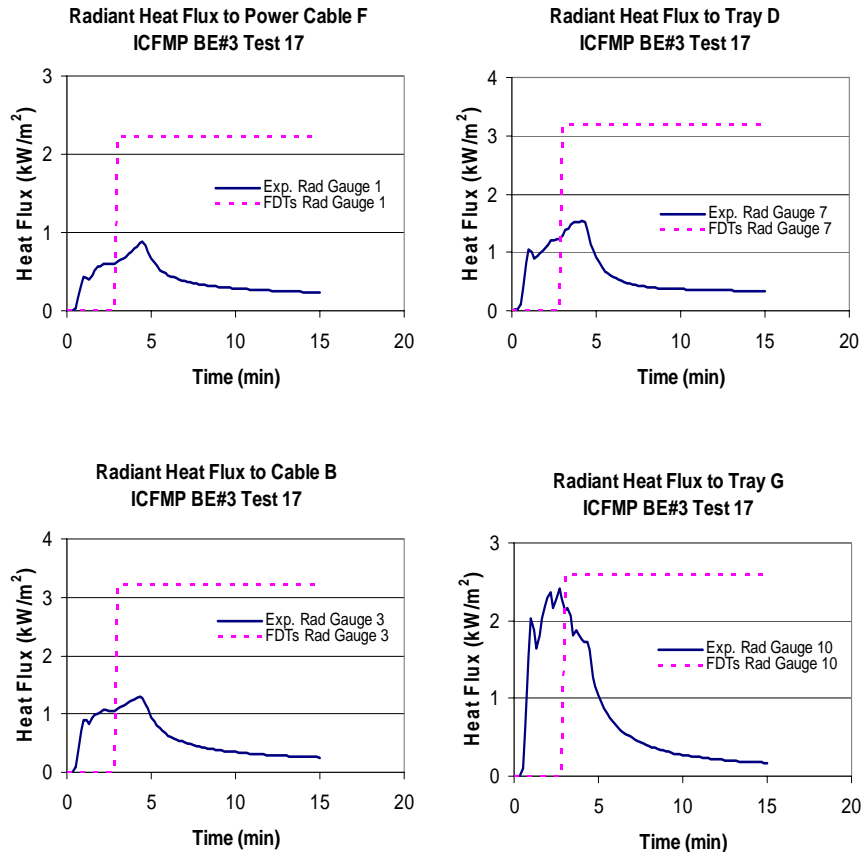 Radiant Heat Flux to Power Cable F
ICFMP BE#3 Test 17
3
2
1
0
Heat Flux (kW/m²)
Exp. Rad Gauge 1
FDTs Rad Gauge 1
0 5 10 15 20
Time (min)
Radiant Heat Flux to Tray D
ICFMP BE#3 Test 17
4
3
2
1
0
Heat Flux (kW/m²)
Exp. Rad Gauge 7
FDTs Rad Gauge 7
0 5 10 15 20
Time (min)
Radiant Heat Flux to Cable B
ICFMP BE#3 Test 17
4
3
2
1
0
Heat Flux (kW/m²)
Exp. Rad Gauge 3
FDTs Rad Gauge 3
0 5 10 15 20
Time (min)
Radiant Heat Flux to Tray G
ICFMP BE#3 Test 17
3
2
1
0
Heat Flux (kW/m²)
Exp. Rad Gauge 10
FDTs Rad Gauge 10
0 5 10 15 20
Time (min)